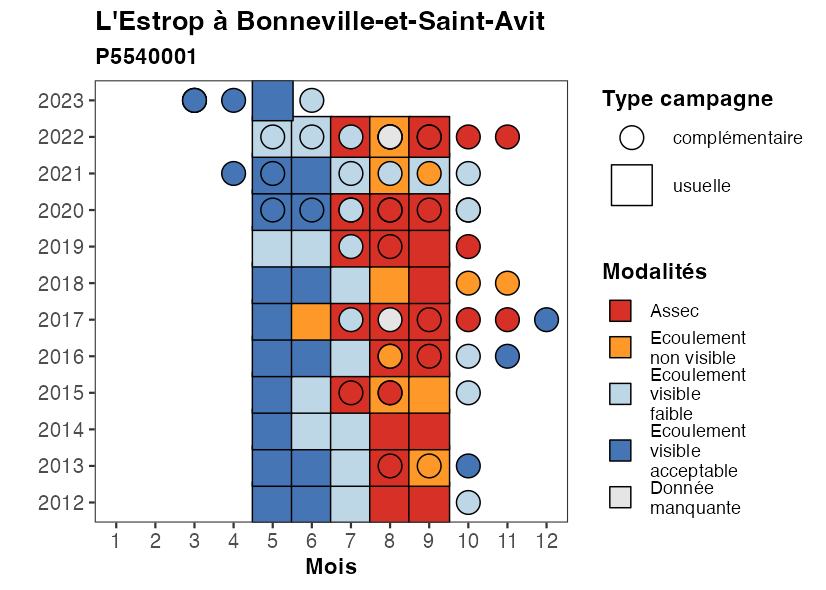 L'Estrop à Bonneville-et-Saint-Avit
P5540001
2023
2022
2021
2020
2019
2018
2017
2016
2015
2014
2013
2012
1 2 3 4 5 6 7 8 9 10 11 12
Mois
Type campagne
complémentaire
usuelle
Modalités
Assec
Ecoulement
non visible
Ecoulement
visible
faible
Ecoulement
visible
acceptable
Donnée
manquante